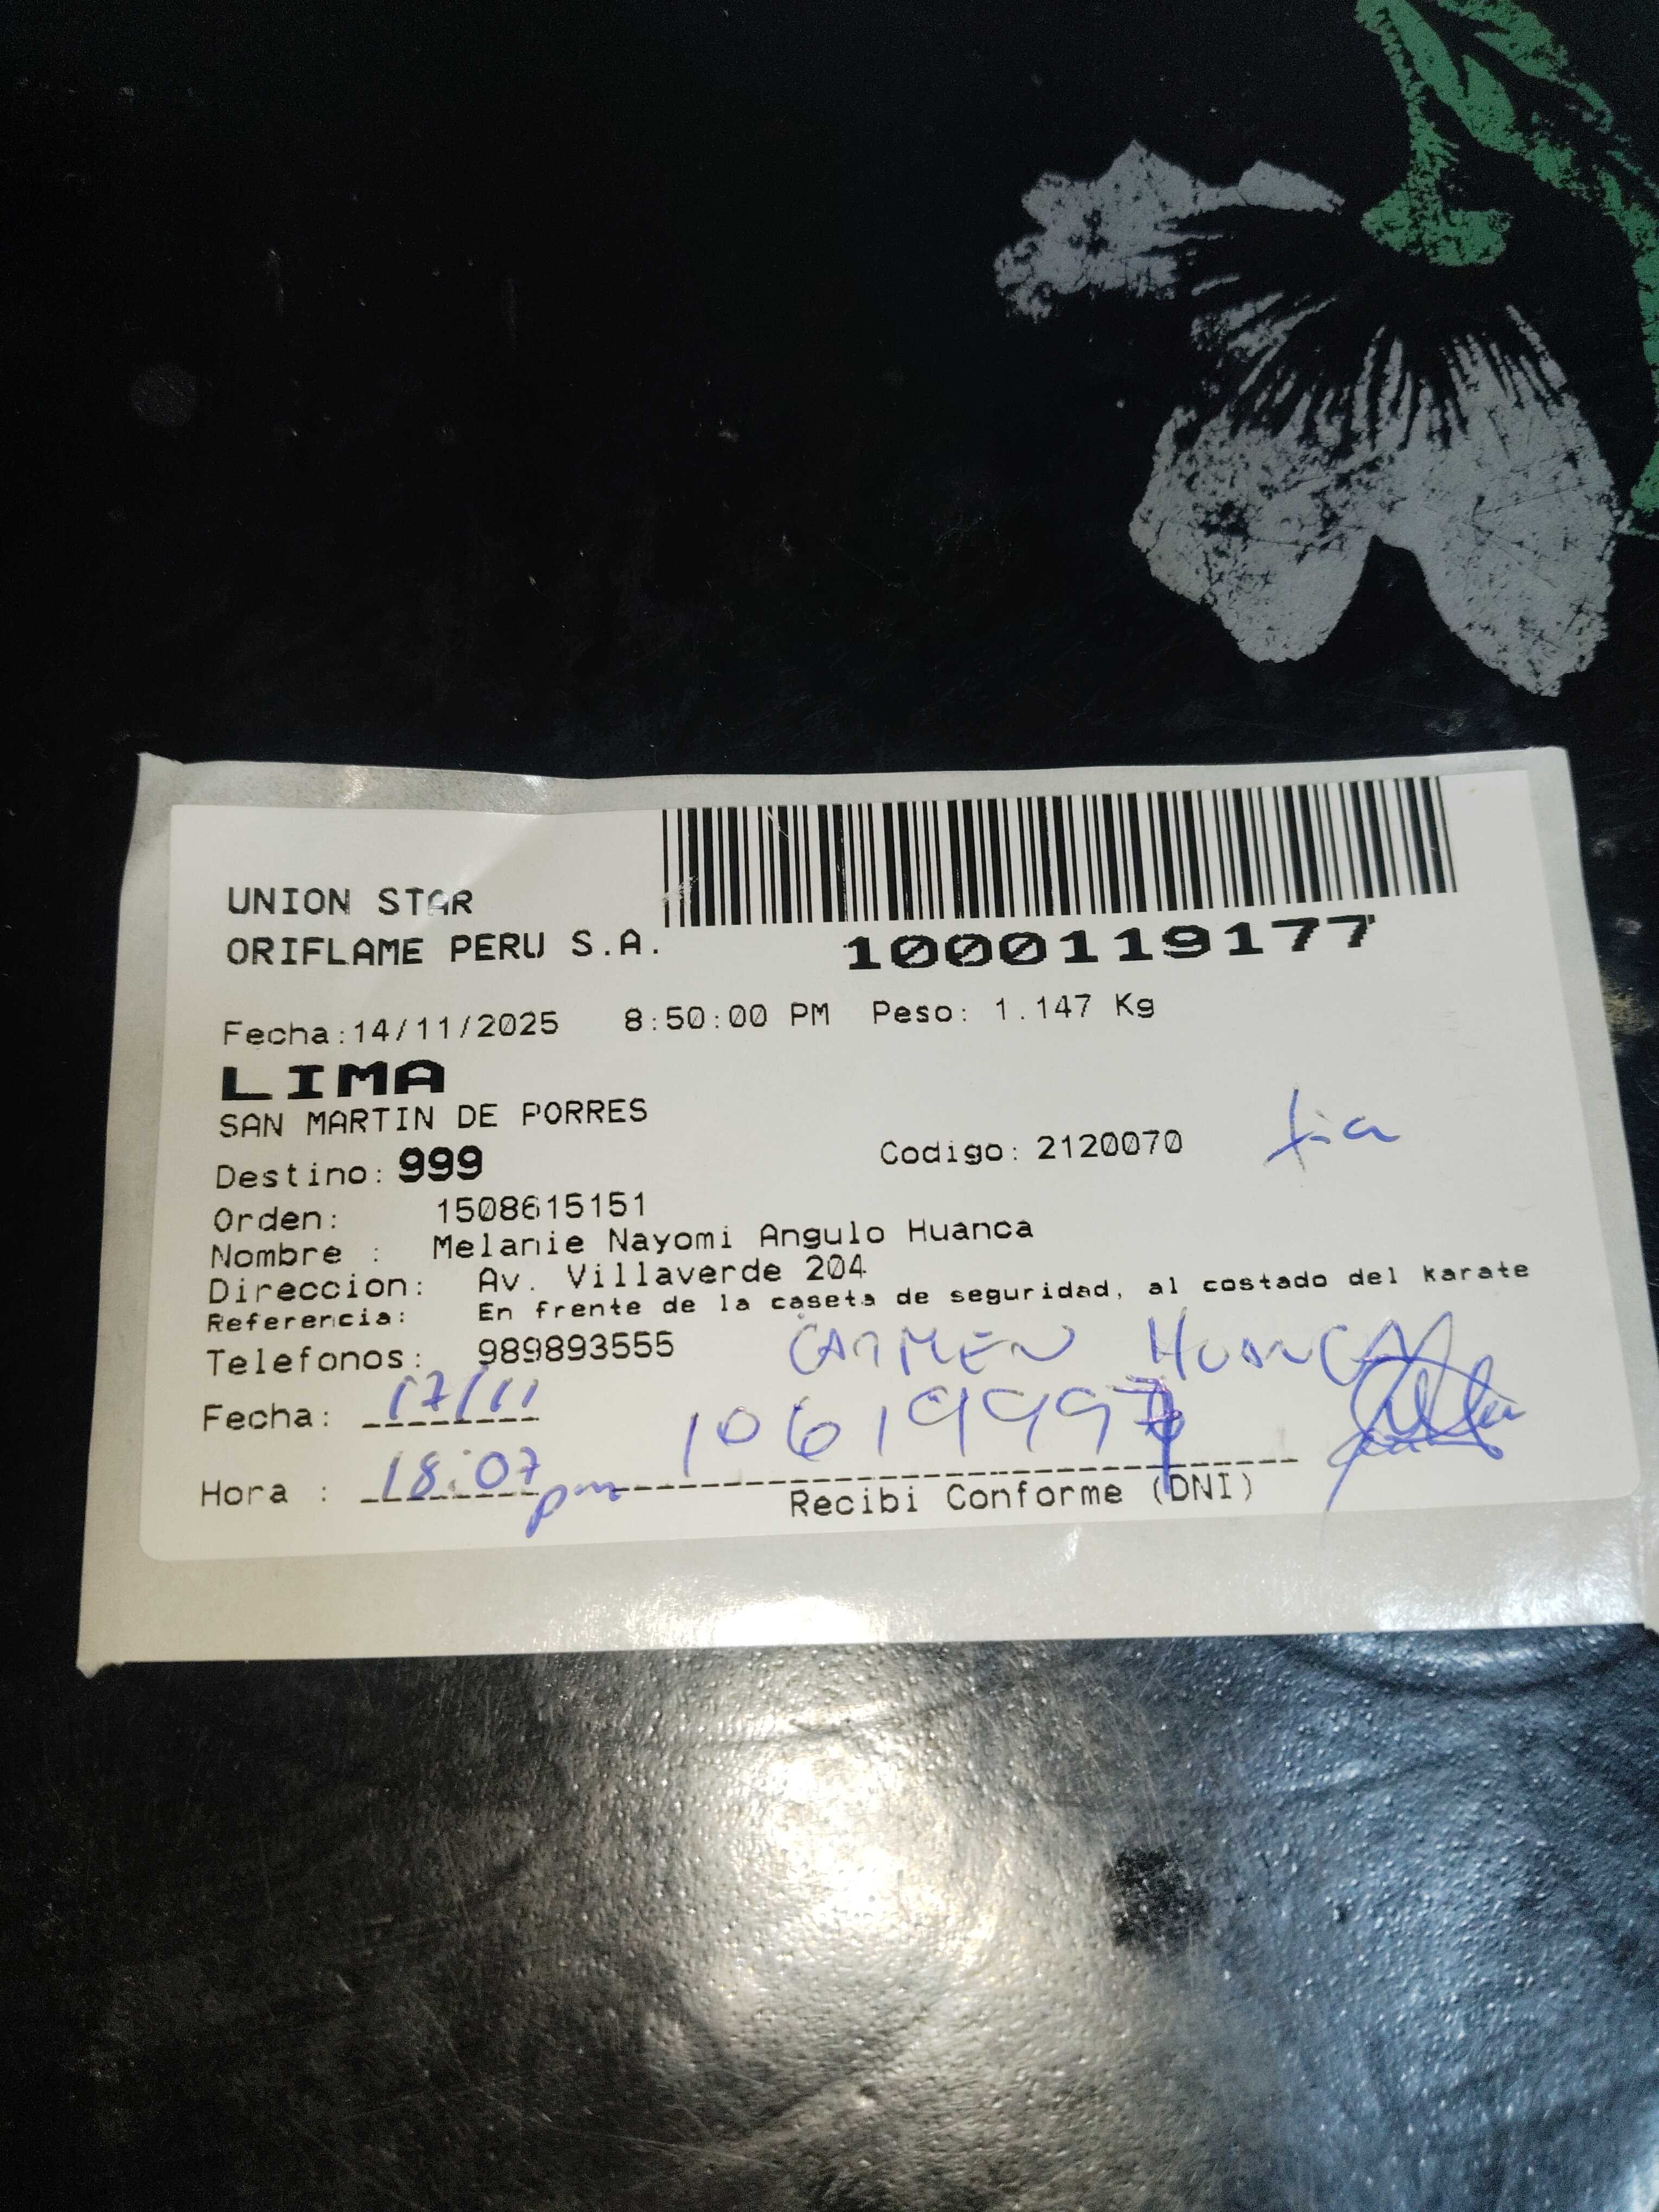 UNION STAR
ORIFLAME PERU S.A.
1000119177
Fecha:14/11/2025 8:50:00 PM Peso: 1.147 Kg
LIMA
SAN MARTIN DE PORRES
Destino: 999 Codigo: 2120070 tia
Orden: 1508615151
Nombre : Melanie Nayomi Angulo Huanca
Direccion: Av. Villaverde 204
Referencia: En frente de la caseta de seguridad, al costado del karate
Telefonos: 989893555 CARMEN HUANCA
Fecha: 17/11
Hora : 18:07 pm
Recibi Conforme (DNI)